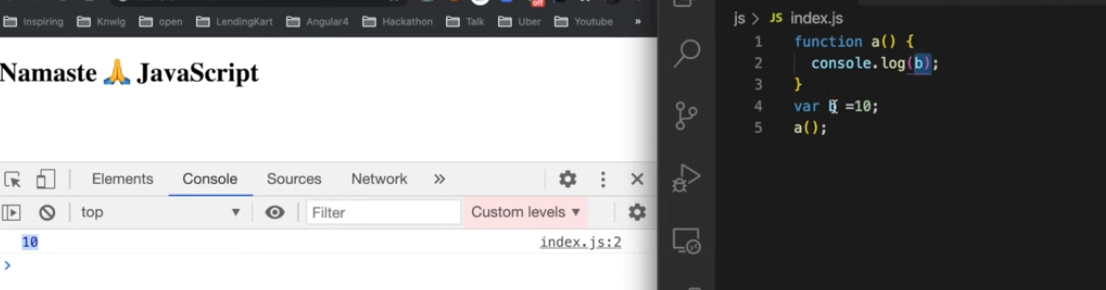 Inspiring Knwlg open LendingKart Angular4 Hackathon Talk Uber Youtube »
off
Namaste 🙏 JavaScript
Elements Console Sources Network »
top Filter Custom levels
10 index.js:2
>
js > JS index.js
1 function a() {
2 console.log(b);
3 }
4 var b =10;
5 a();